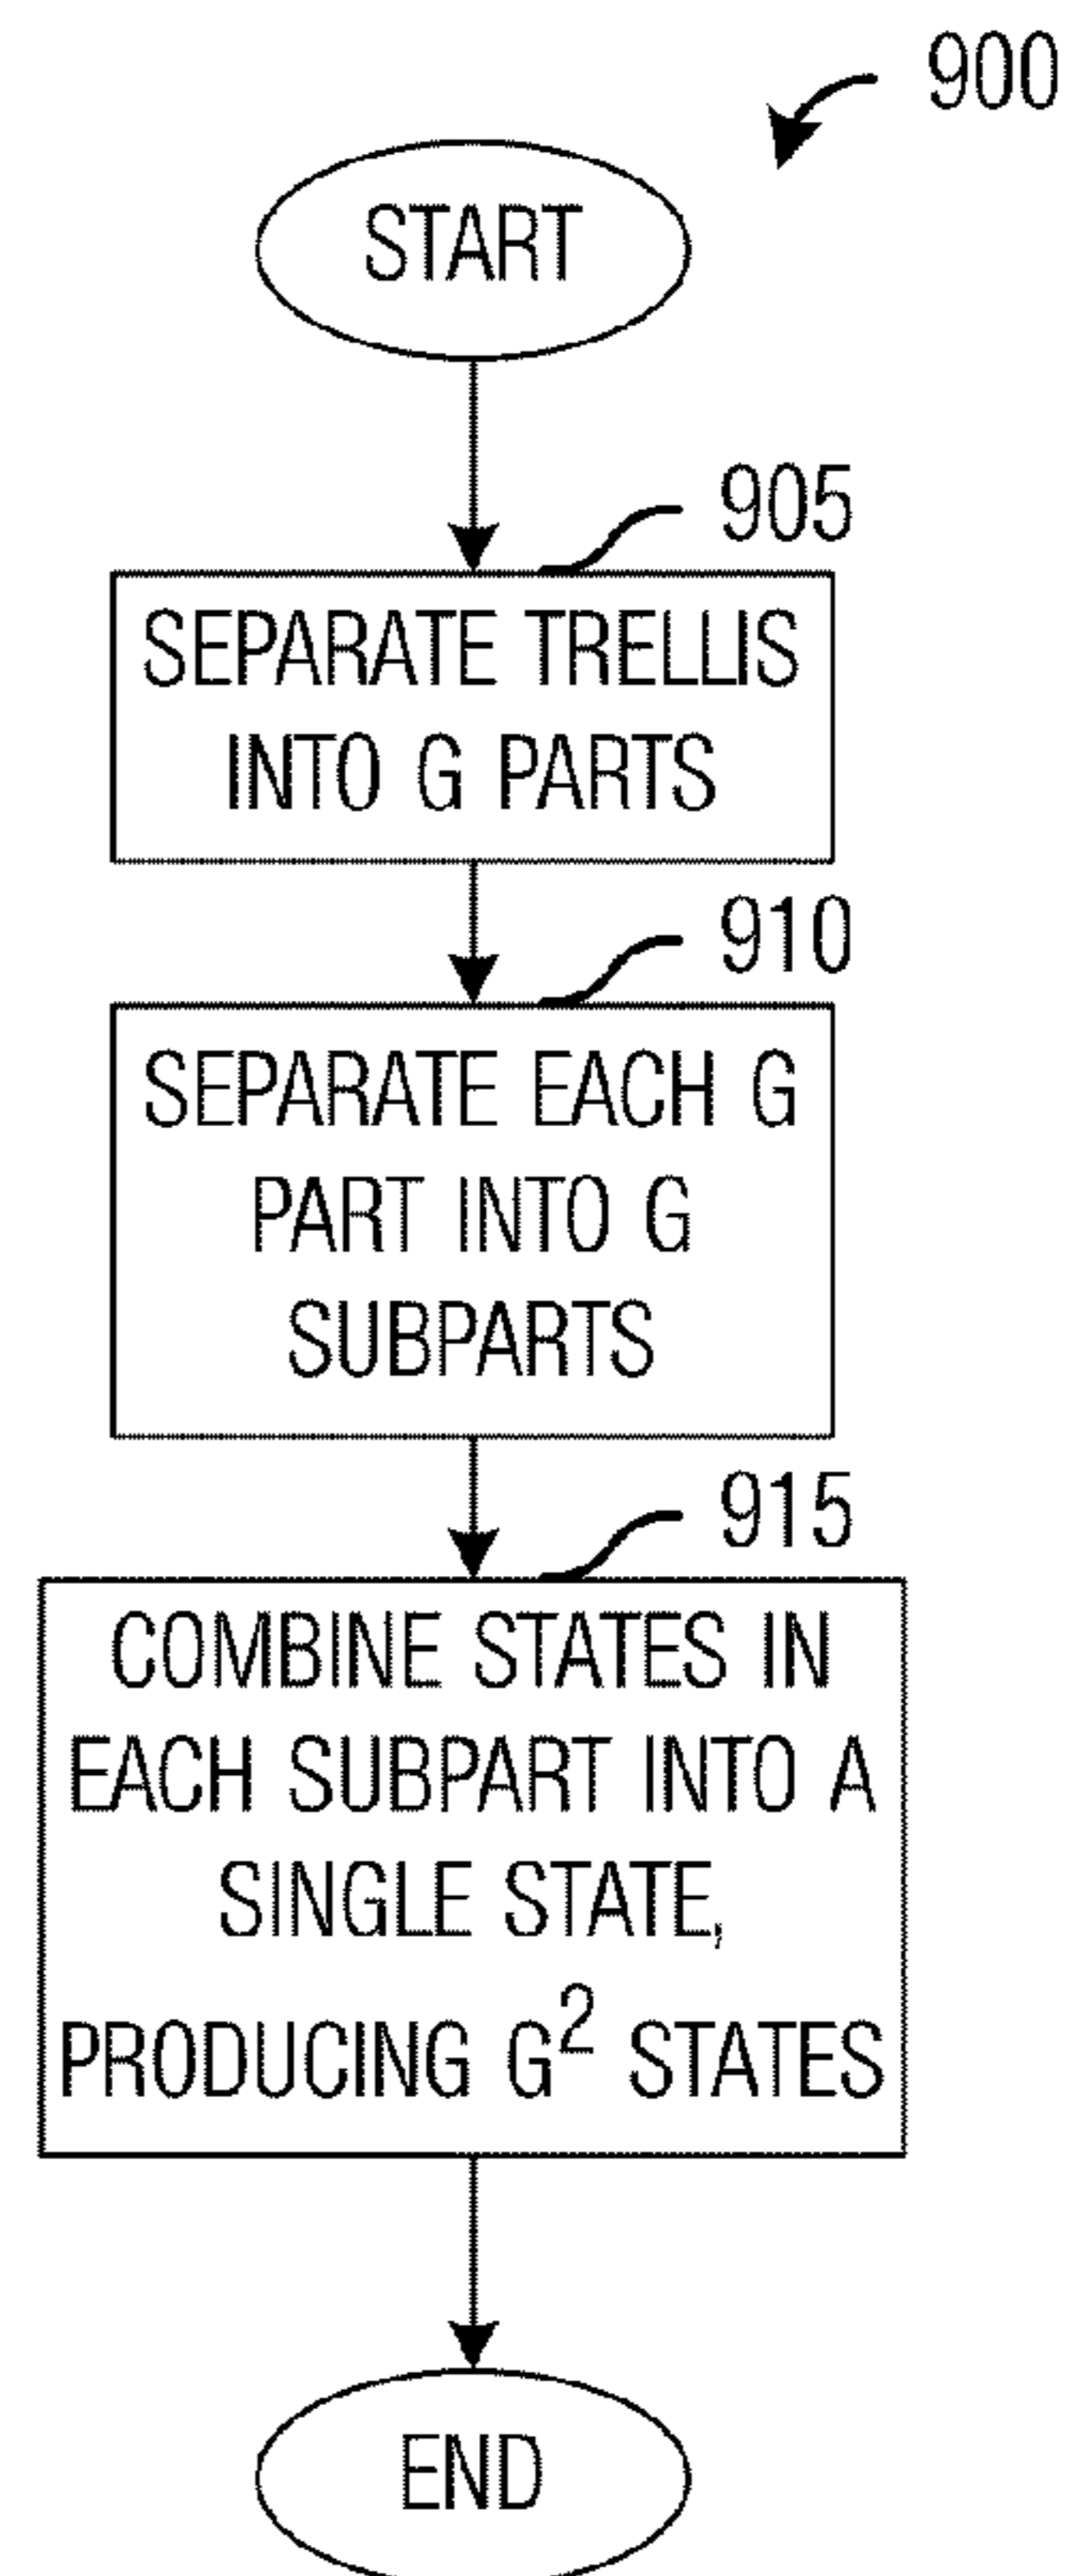 900
START
905
SEPARATE TRELLIS
INTO G PARTS
910
SEPARATE EACH G
PART INTO G
SUBPARTS
915
COMBINE STATES IN
EACH SUBPART INTO A
SINGLE STATE,
PRODUCING G² STATES
END